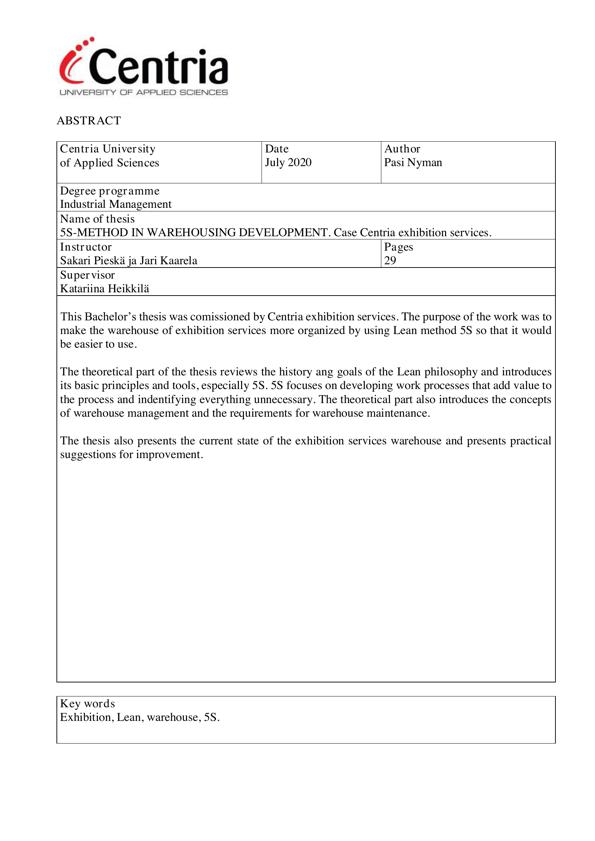 Centria
UNIVERSITY OF APPLIED SCIENCES
ABSTRACT
Centria University
of Applied Sciences
Date
July 2020
Author
Pasi Nyman
Degree programme
Industrial Management
Name of thesis
5S-METHOD IN WAREHOUSING DEVELOPMENT. Case Centria exhibition services.
Instructor
Sakari Pieskä ja Jari Kaarela
Pages
29
Supervisor
Katariina Heikkilä
This Bachelor's thesis was comissioned by Centria exhibition services. The purpose of the work was to
make the warehouse of exhibition services more organized by using Lean method 5S so that it would
be easier to use.
The theoretical part of the thesis reviews the history ang goals of the Lean philosophy and introduces
its basic principles and tools, especially 5S. 5S focuses on developing work processes that add value to
the process and indentifying everything unnecessary. The theoretical part also introduces the concepts
of warehouse management and the requirements for warehouse maintenance.
The thesis also presents the current state of the exhibition services warehouse and presents practical
suggestions for improvement.
Key words
Exhibition, Lean, warehouse, 5S.